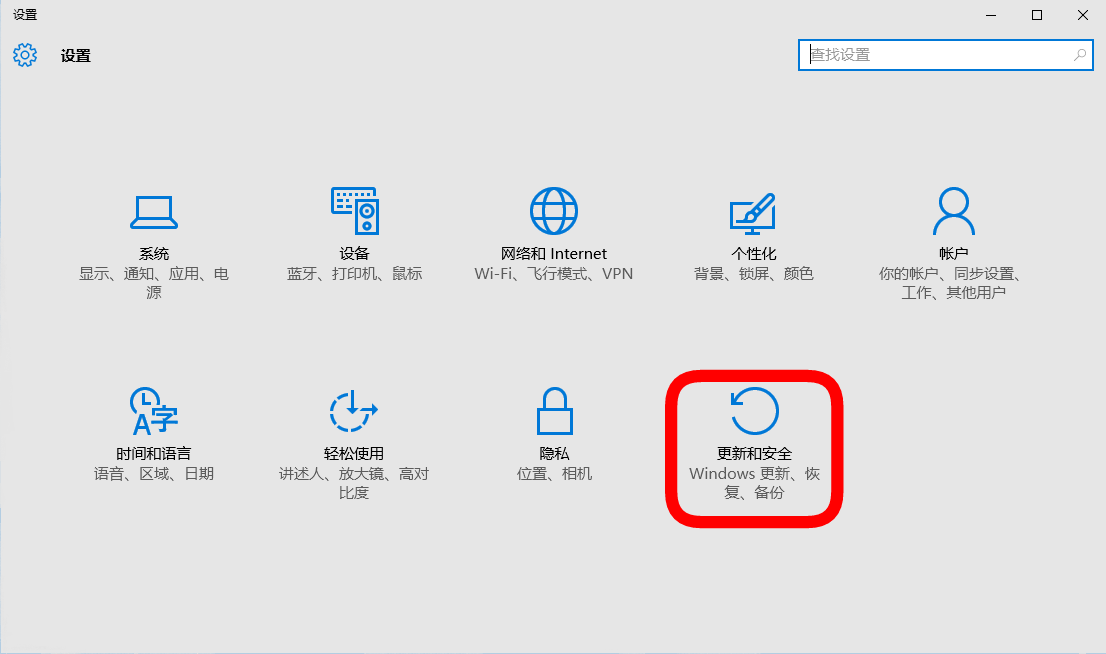 设置
设置
查找设置
系统
显示、通知、应用、电
源
设备
蓝牙、打印机、鼠标
网络和 Internet
Wi-Fi、飞行模式、VPN
个性化
背景、锁屏、颜色
帐户
你的帐户、同步设置、
工作、其他用户
时间和语言
语音、区域、日期
轻松使用
讲述人、放大镜、高对
比度
隐私
位置、相机
更新和安全
Windows 更新、恢
复、备份